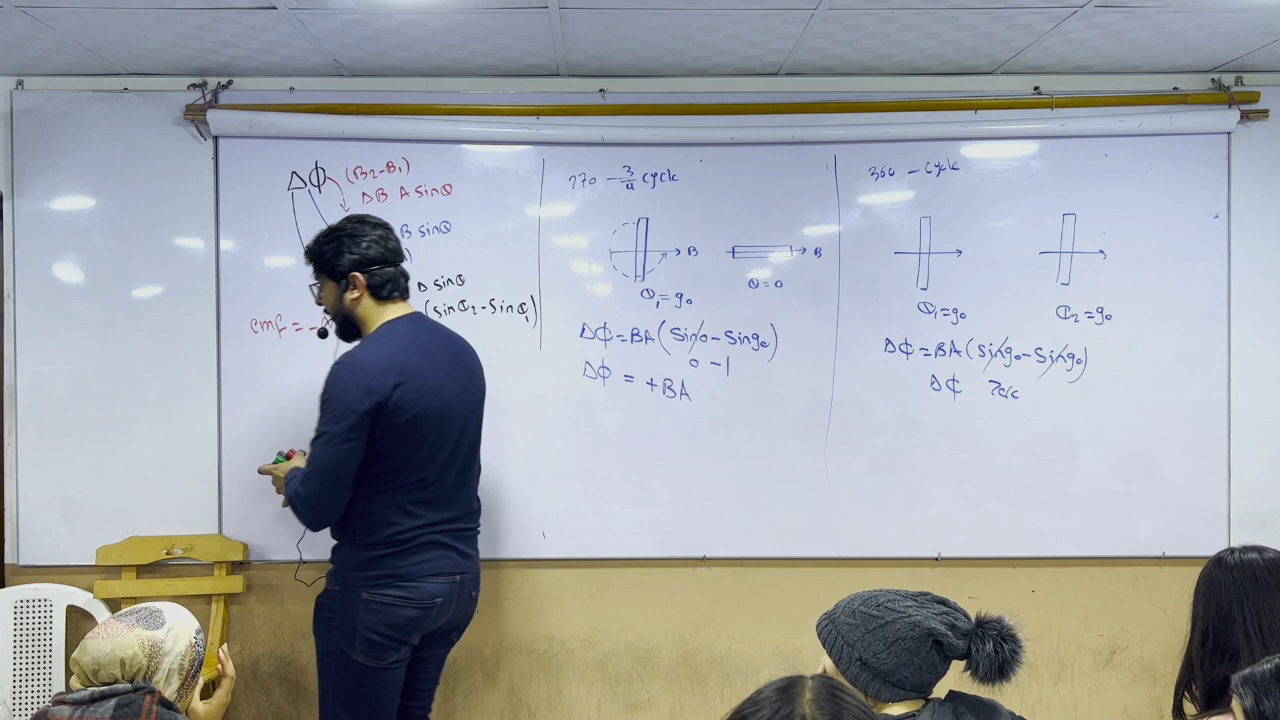 ΔΦ (B₂-B₁)
ΔB A sinθ
B sinθ
Δ sinθ
(sinθ₂-sinθ₁)
emf = -
270 - 3/4 cycle
B
B
θ₁=90
θ=0
ΔΦ=BA(Sin0-Sin90)
0 -1
ΔΦ = +BA
360 - cycle
θ₁=90
θ₂=90
ΔΦ=BA(Sin90-Sin90)
ΔΦ